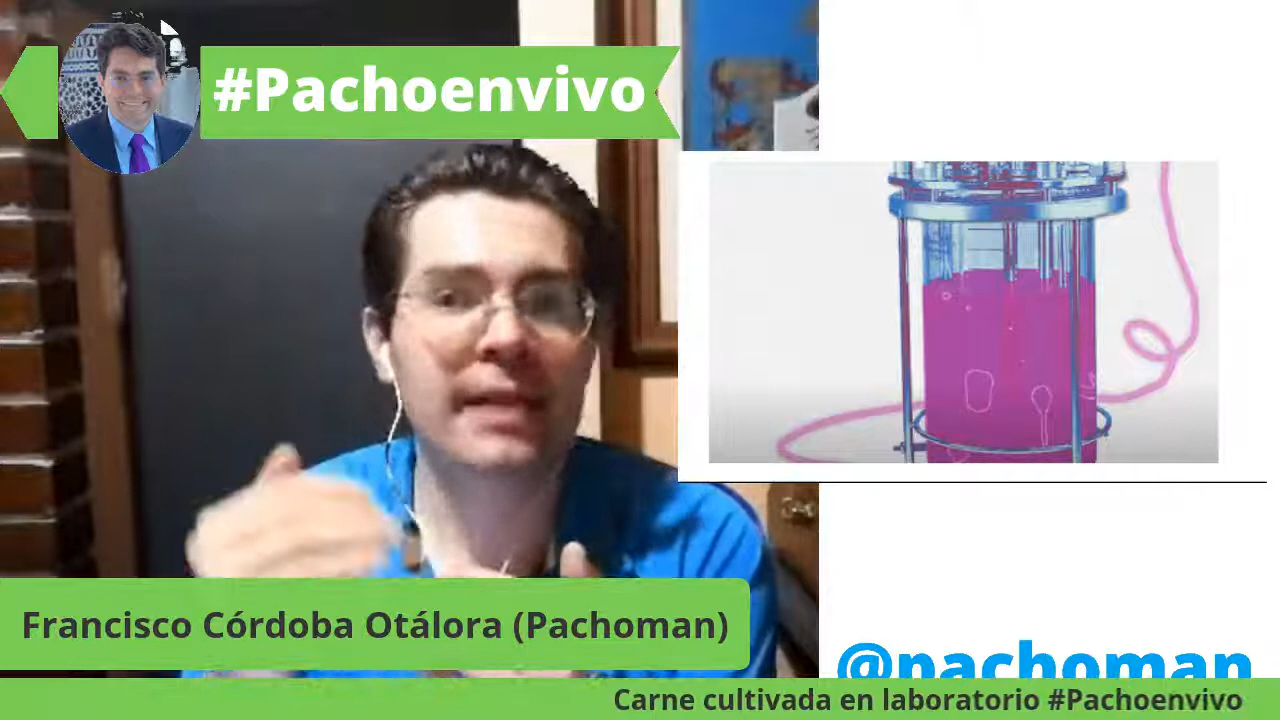 #Pachoenvivo
Francisco Córdoba Otálora (Pachoman)
@pachoman
Carne cultivada en laboratorio #Pachoenvivo